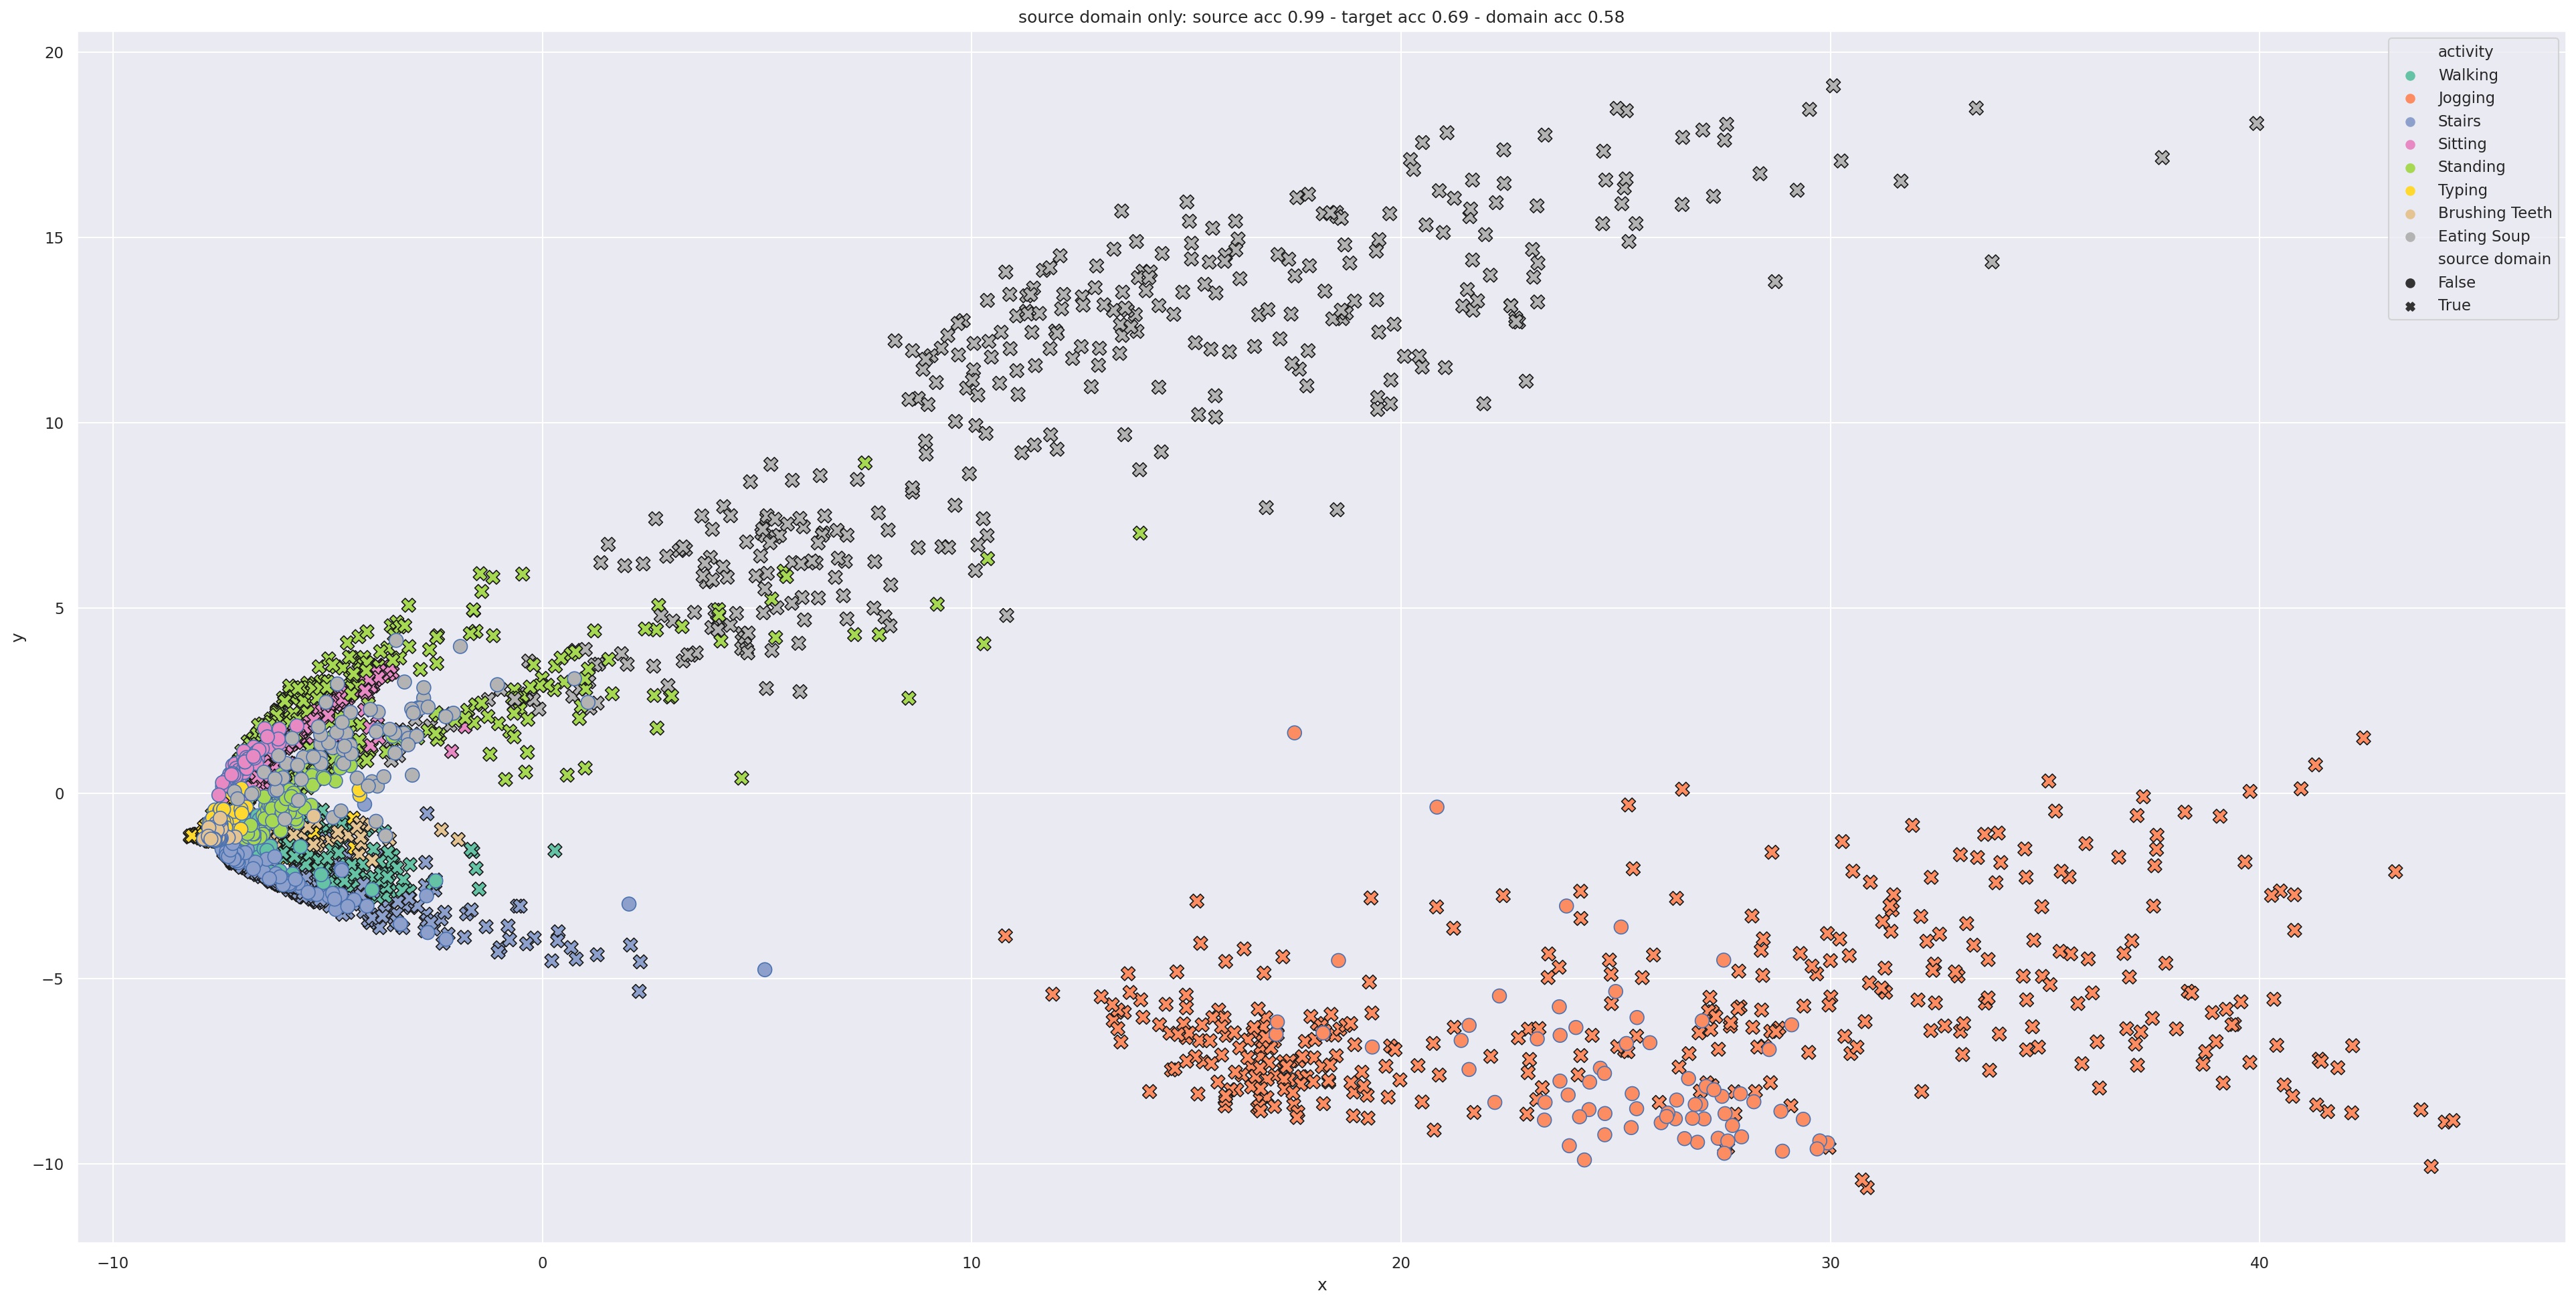 source domain only: source acc 0.99 - target acc 0.69 - domain acc 0.58
activity
Walking
Jogging
Stairs
Sitting
Standing
Typing
Brushing Teeth
Eating Soup
source domain
False
True
y
20
15
10
5
0
−5
−10
−10
0
10
20
30
40
x